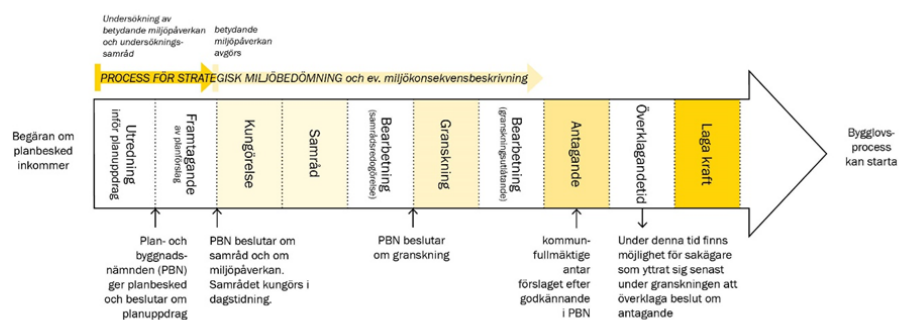 Undersökning av
betydande miljöpåverkan
och undersöknings-
samråd
betydande
miljöpåverkan
avgörs
PROCESS FÖR STRATEGISK MILJÖBEDÖMNING och ev. miljökonsekvensbeskrivning
Begäran om
planbesked
inkommer
Utredning
inför planuppdrag
Framtagande
av planförslag
Kungörelse
Samråd
Bearbetning
(samrådsredogörelse)
Granskning
Bearbetning
(granskningsutlåtande)
Antagande
Överklagandetid
Laga kraft
Bygglovs-
process
kan starta
Plan- och
byggnads-
nämnden (PBN)
ger planbesked
och beslutar om
planuppdrag
PBN beslutar om
samråd och om
miljöpåverkan.
Samrådet kungörs i
dagstidning.
PBN beslutar
om granskning
kommun-
fullmäktige
antar
förslaget efter
godkännande
i PBN
Under denna tid finns
möjlighet för sakägare
som yttrat sig senast
under granskningen att
överklaga beslut om
antagande